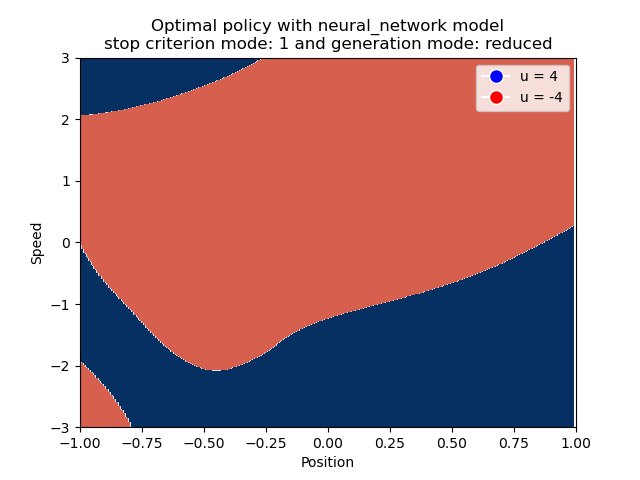 Optimal policy with neural_network model
stop criterion mode: 1 and generation mode: reduced
u = 4
u = -4
Speed
3
2
1
0
−1
−2
−3
−1.00 −0.75 −0.50 −0.25 0.00 0.25 0.50 0.75 1.00
Position